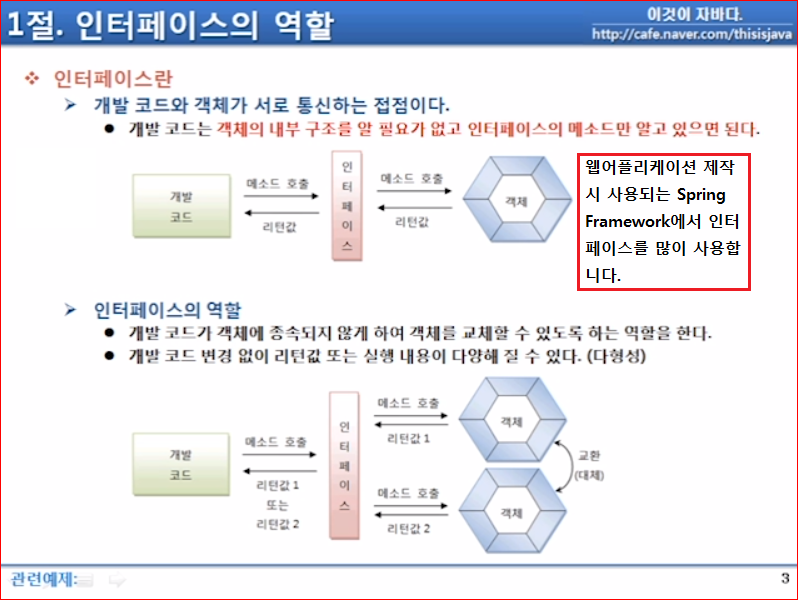 1절. 인터페이스의 역할
이것이 자바다.
http://cafe.naver.com/thisisjava
인터페이스란
개발 코드와 객체가 서로 통신하는 접점이다.
개발 코드는 객체의 내부 구조를 알 필요가 없고 인터페이스의 메소드만 알고 있으면 된다.
개발
코드
메소드 호출
리턴값
인
터
페
이
스
메소드 호출
리턴값
객체
웹어플리케이션 제작
시 사용되는 Spring
Framework에서 인터
페이스를 많이 사용합
니다.
인터페이스의 역할
개발 코드가 객체에 종속되지 않게 하여 객체를 교체할 수 있도록 하는 역할을 한다.
개발 코드 변경 없이 리턴값 또는 실행 내용이 다양해 질 수 있다. (다형성)
개발
코드
메소드 호출
리턴값 1
또는
리턴값 2
인
터
페
이
스
메소드 호출
리턴값 1
객체
교환
(대체)
메소드 호출
리턴값 2
객체
관련예제:
3